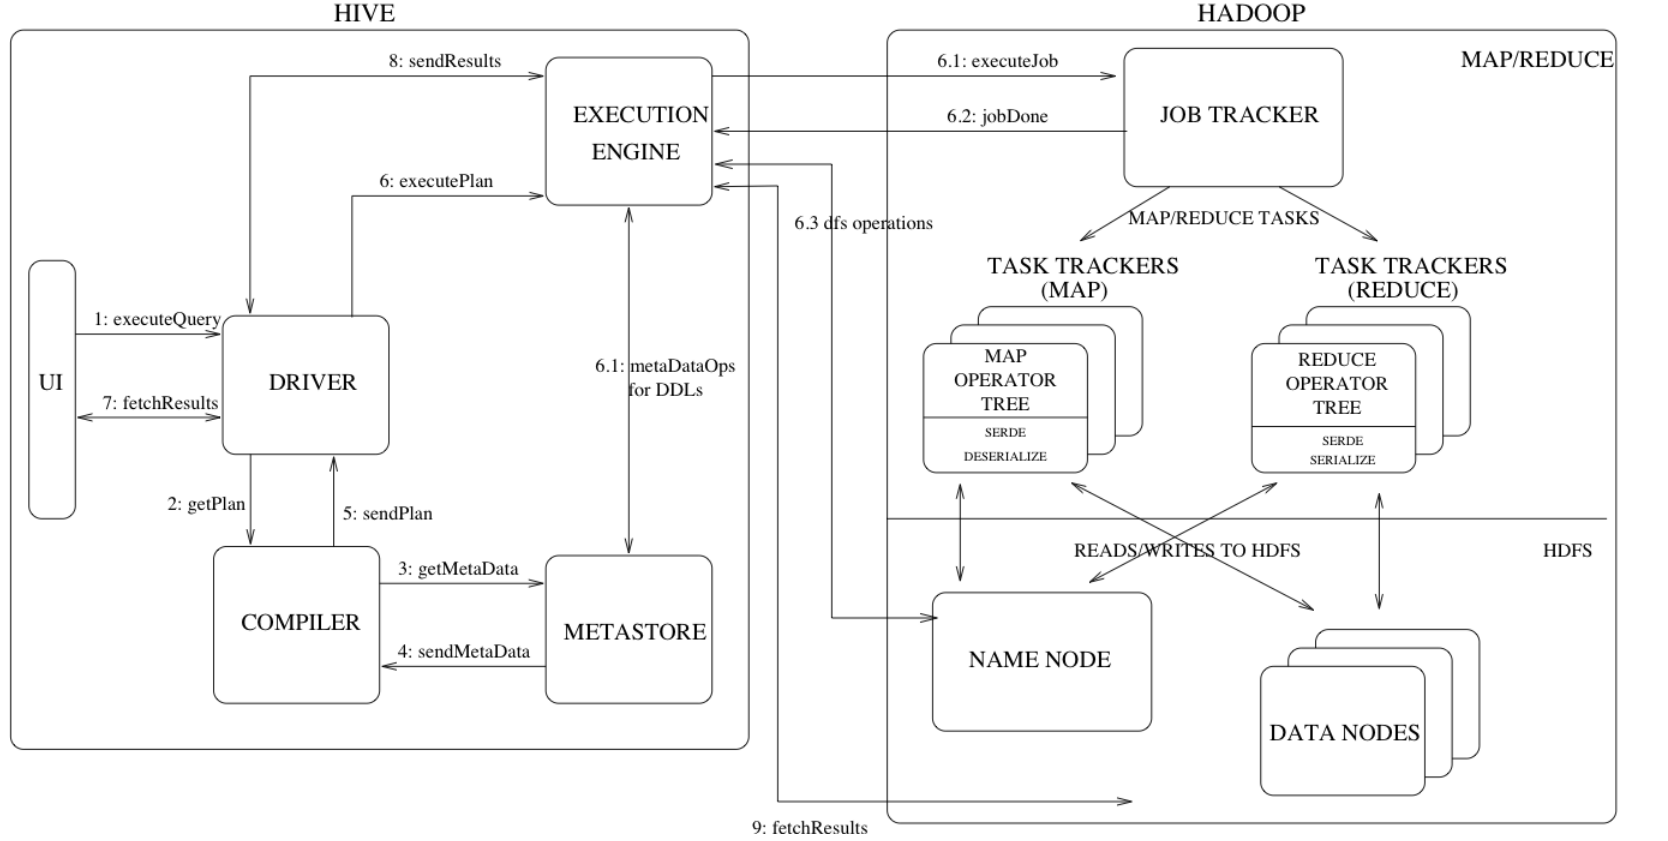 HIVE
HADOOP
8: sendResults
6.1: executeJob
MAP/REDUCE
EXECUTION
ENGINE
6.2: jobDone
JOB TRACKER
6: executePlan
6.3 dfs operations
MAP/REDUCE TASKS
TASK TRACKERS
(MAP)
TASK TRACKERS
(REDUCE)
1: executeQuery
UI
DRIVER
7: fetchResults
6.1: metaDataOps
for DDLs
MAP
OPERATOR
TREE
SERDE
DESERIALIZE
REDUCE
OPERATOR
TREE
SERDE
SERIALIZE
2: getPlan
5: sendPlan
READS/WRITES TO HDFS
HDFS
3: getMetaData
COMPILER
METASTORE
4: sendMetaData
NAME NODE
DATA NODES
9: fetchResults